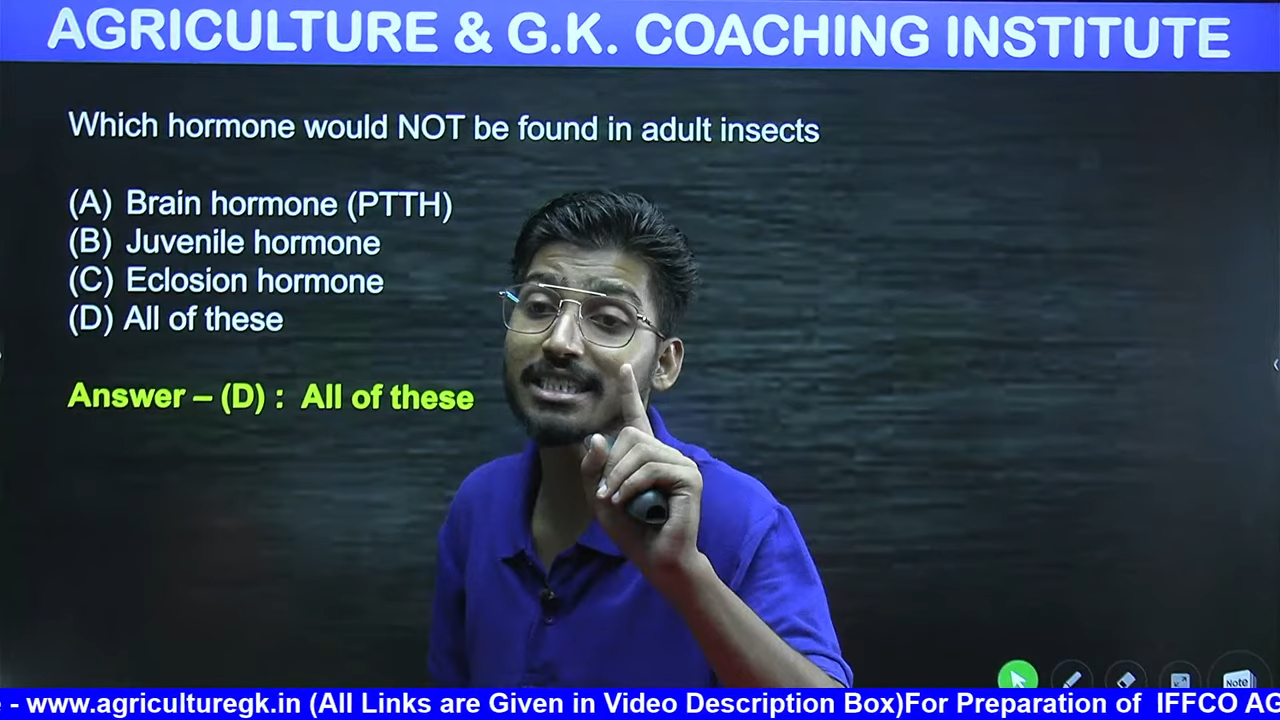 AGRICULTURE & G.K. COACHING INSTITUTE
Which hormone would NOT be found in adult insects
(A) Brain hormone (PTTH)
(B) Juvenile hormone
(C) Eclosion hormone
(D) All of these
Answer – (D) : All of these
Note
- www.agriculturegk.in (All Links are Given in Video Description Box)For Preparation of IFFCO AG